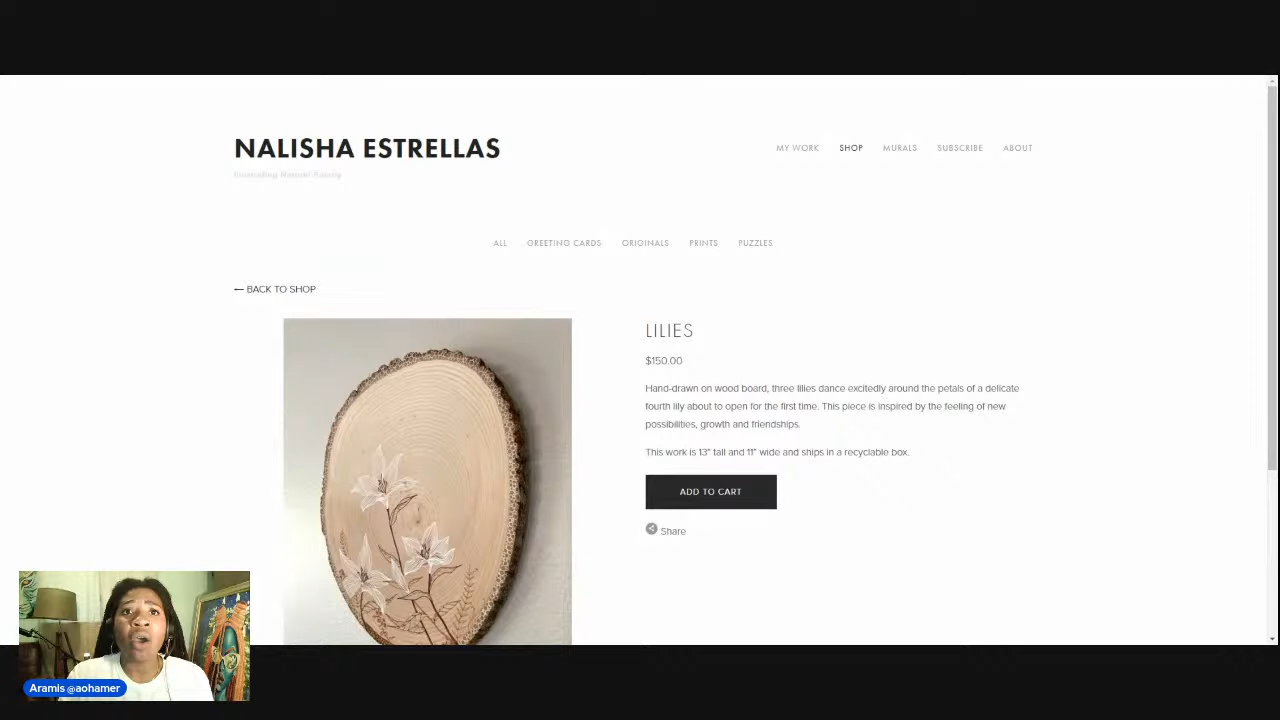 NALISHA ESTRELLAS
Illustrating Natural Beauty
MY WORK SHOP MURALS SUBSCRIBE ABOUT
ALL GREETING CARDS ORIGINALS PRINTS PUZZLES
← BACK TO SHOP
LILIES
$150.00
Hand-drawn on wood board, three lilies dance excitedly around the petals of a delicate
fourth lily about to open for the first time. This piece is inspired by the feeling of new
possibilities, growth and friendships.
This work is 13" tall and 11" wide and ships in a recyclable box.
ADD TO CART
Share
Aramis @aohamer